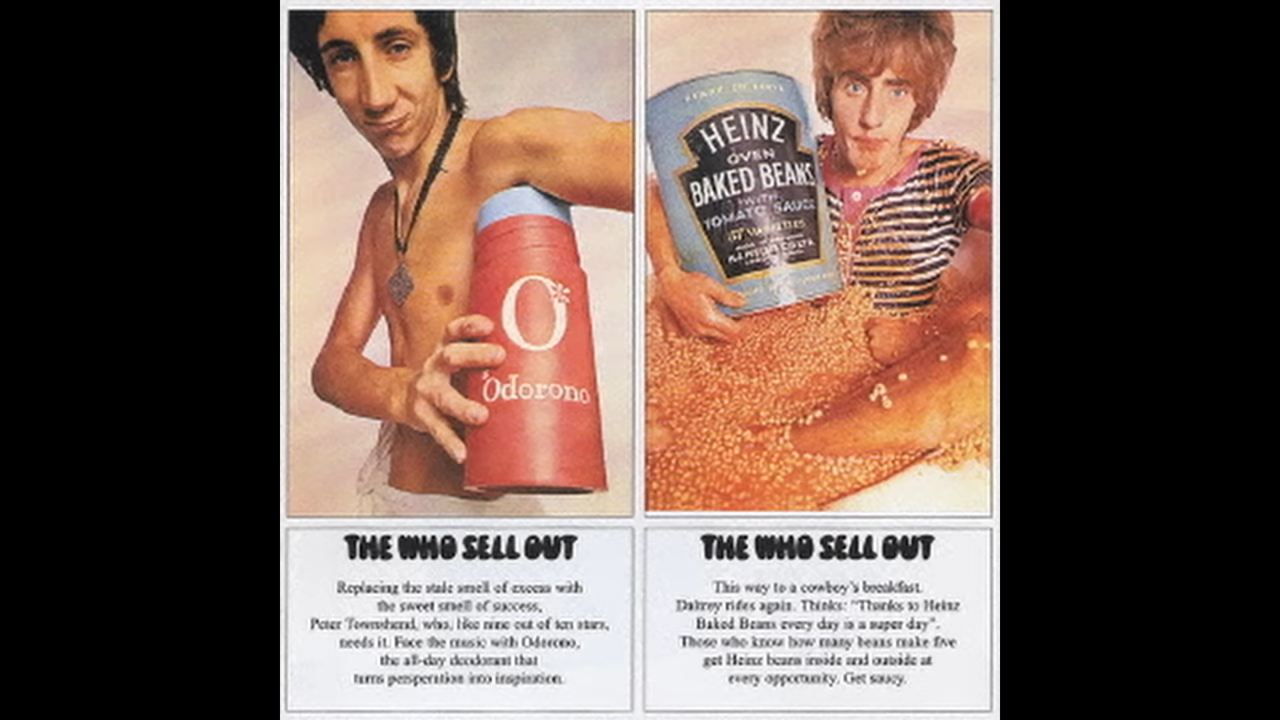 O
Odorono
HEINZ
OVEN
BAKED BEANS
WITH
TOMATO SAUCE
57 VARIETIES
THE WHO SELL OUT
Replacing the stale smell of excess with
the sweet smell of success,
Peter Townshend, who, like nine out of ten stars,
needs it. Face the music with Odorono,
the all-day deodorant that
turns persperation into inspiration.
THE WHO SELL OUT
This way to a cowboy's breakfast.
Daltrey rides again. Thinks: "Thanks to Heinz
Baked Beans every day is a super day".
Those who know how many beans make five
get Heinz beans inside and outside at
every opportunity. Get saucy.